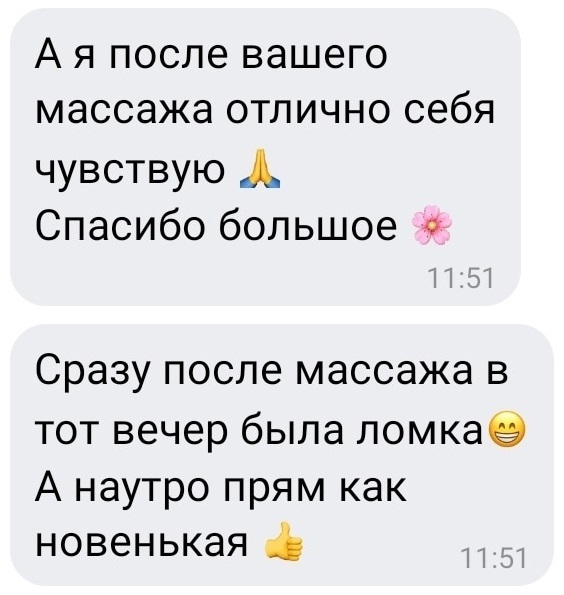 А я после вашего
массажа отлично себя
чувствую 🙏
Спасибо большое 🌸
11:51
Сразу после массажа в
тот вечер была ломка😁
А наутро прям как
новенькая 👍
11:51